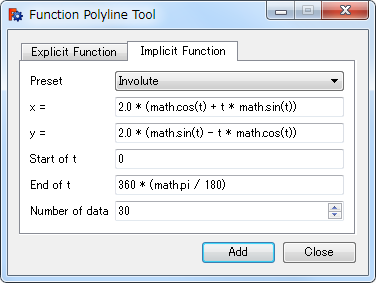 Function Polyline Tool
Explicit Function Implicit Function
Preset Involute
x = 2.0 * (math.cos(t) + t * math.sin(t))
y = 2.0 * (math.sin(t) - t * math.cos(t))
Start of t 0
End of t 360 * (math.pi / 180)
Number of data 30
Add Close